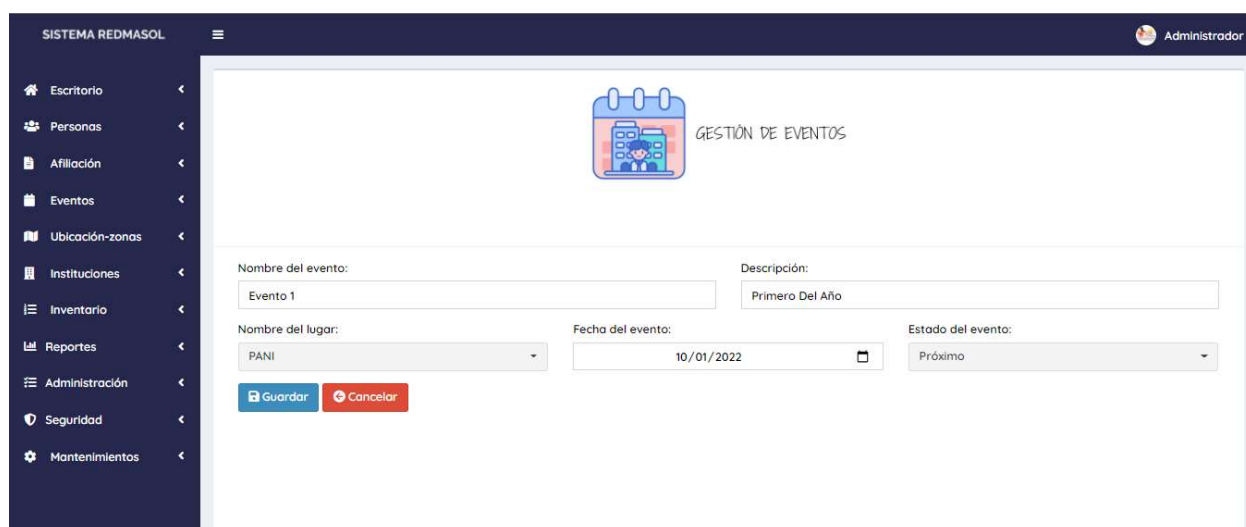 SISTEMA REDMASOL
Administrador
Escritorio
Personas
Afiliación
Eventos
Ubicación-zonas
Instituciones
Inventario
Reportes
Administración
Seguridad
Mantenimientos
GESTIÓN DE EVENTOS
Nombre del evento:
Descripción:
Evento 1
Primero Del Año
Nombre del lugar:
Fecha del evento:
Estado del evento:
PANI
10/01/2022
Próximo
Guardar
Cancelar